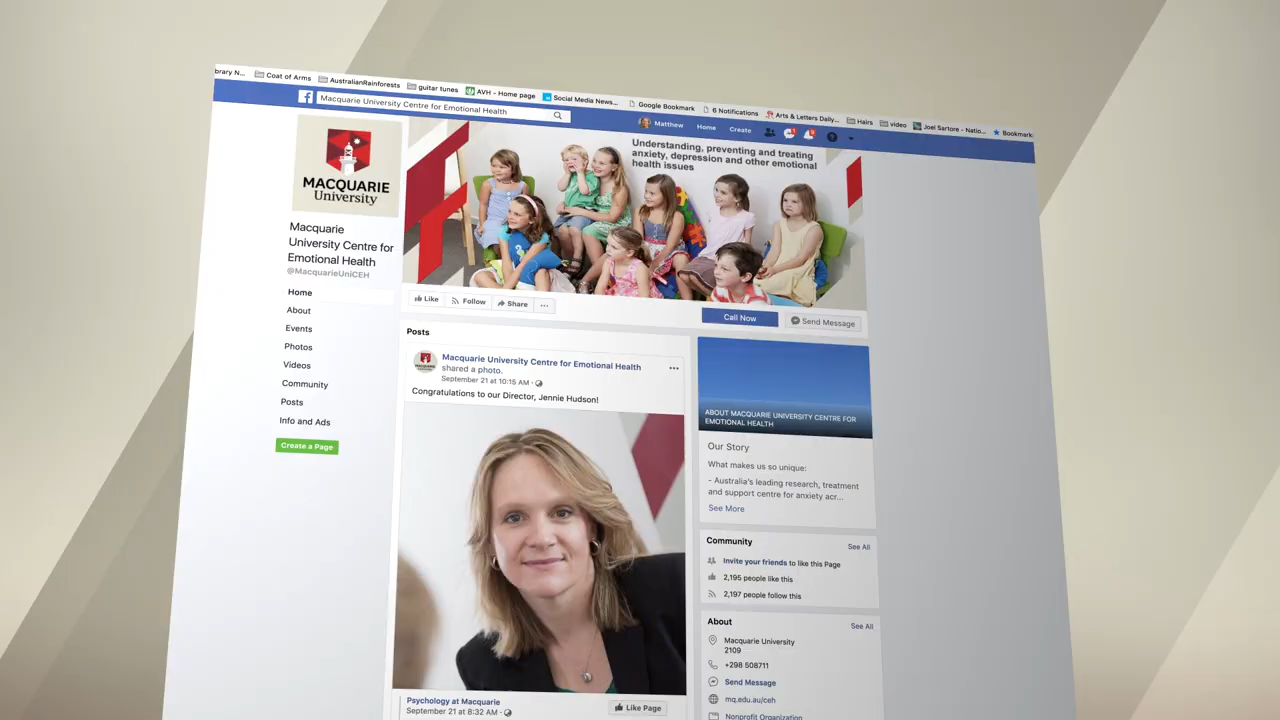 brary N...
Coat of Arms
AustralianRainforests
guitar tunes
AVH - Home page
Social Media News...
Google Bookmark
6 Notifications
Arts & Letters Daily...
Hairs
video
Joel Sartore - Natio...
Bookmark
Macquarie University Centre for Emotional Health
Matthew
Home
Create
MACQUARIE
University
Understanding, preventing and treating
anxiety, depression and other emotional
health issues
Macquarie
University Centre for
Emotional Health
@MacquarieUniCEH
Home
About
Events
Photos
Videos
Community
Posts
Info and Ads
Create a Page
Like
Follow
Share
Call Now
Send Message
Posts
Macquarie University Centre for Emotional Health
shared a photo.
September 21 at 10:15 AM
Congratulations to our Director, Jennie Hudson!
Psychology at Macquarie
September 21 at 8:32 AM
Like Page
ABOUT MACQUARIE UNIVERSITY CENTRE FOR
EMOTIONAL HEALTH
Our Story
What makes us so unique:
- Australia's leading research, treatment
and support centre for anxiety acr...
See More
Community
See All
Invite your friends to like this Page
2,195 people like this
2,197 people follow this
About
See All
Macquarie University
2109
+298 508711
Send Message
mq.edu.au/ceh
Nonprofit Organization